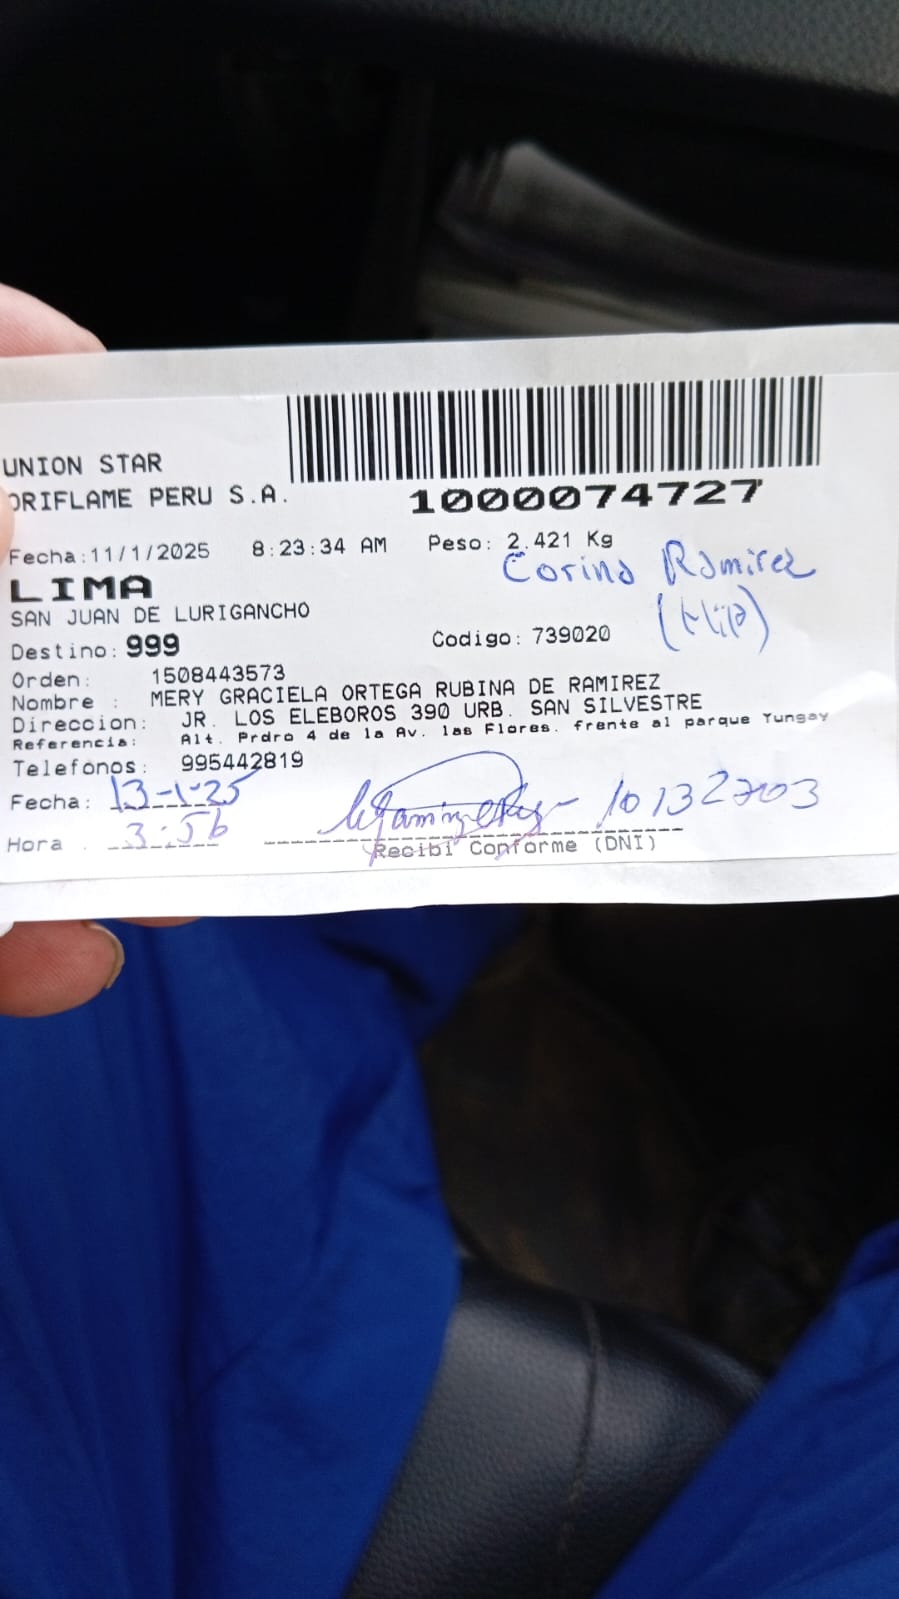 UNION STAR
ORIFLAME PERU S.A.
1000074727
Fecha:11/1/2025 8:23:34 AM Peso: 2.421 Kg
Corina Ramirez
LIMA
(Hija)
SAN JUAN DE LURIGANCHO
Destino: 999 Codigo: 739020
Orden: 1508443573
Nombre : MERY GRACIELA ORTEGA RUBINA DE RAMIREZ
Direccion: JR. LOS ELEBOROS 390 URB. SAN SILVESTRE
Referencia: Alt. Prdro 4 de la Av. las Flores. frente al parque Yungay
Telefonos: 995442819
Fecha: 13-1-25
10132703
Hora : 3:56
Recibi Conforme (DNI)